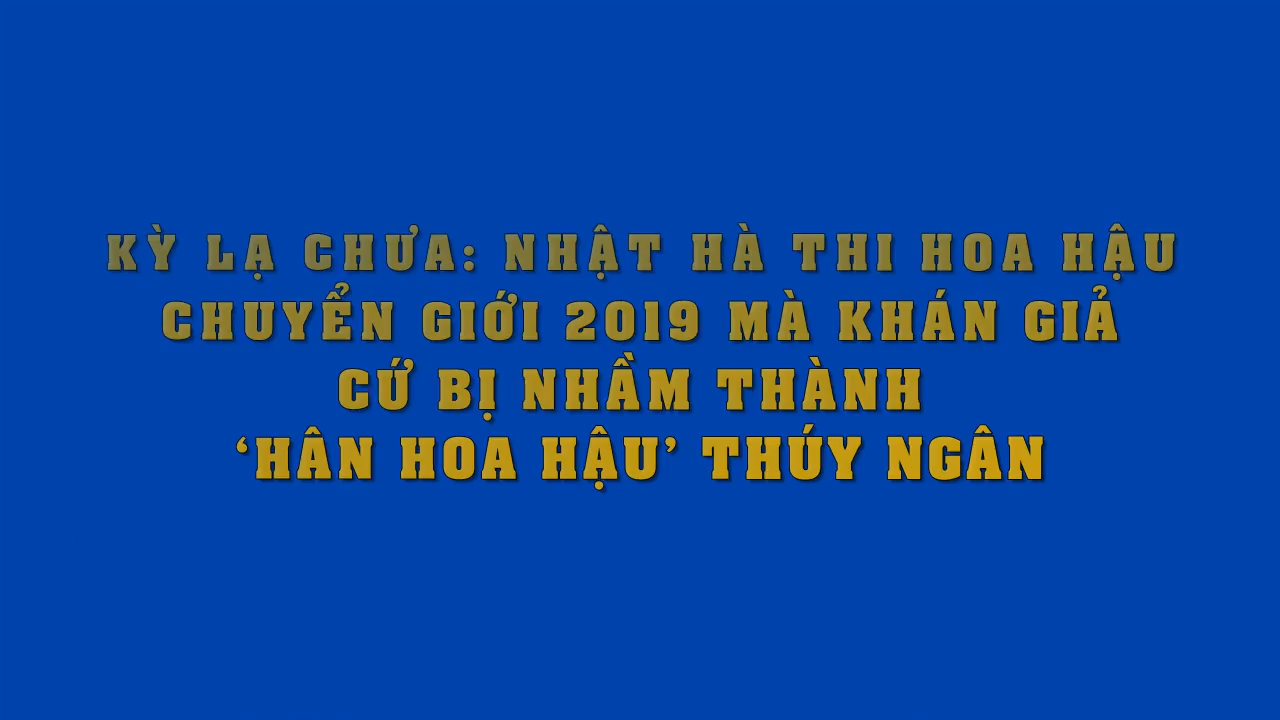 KỲ LẠ CHƯA: NHẬT HÀ THI HOA HẬU
CHUYỂN GIỚI 2019 MÀ KHÁN GIẢ
CỨ BỊ NHẦM THÀNH
‘HÂN HOA HẬU’ THÚY NGÂN